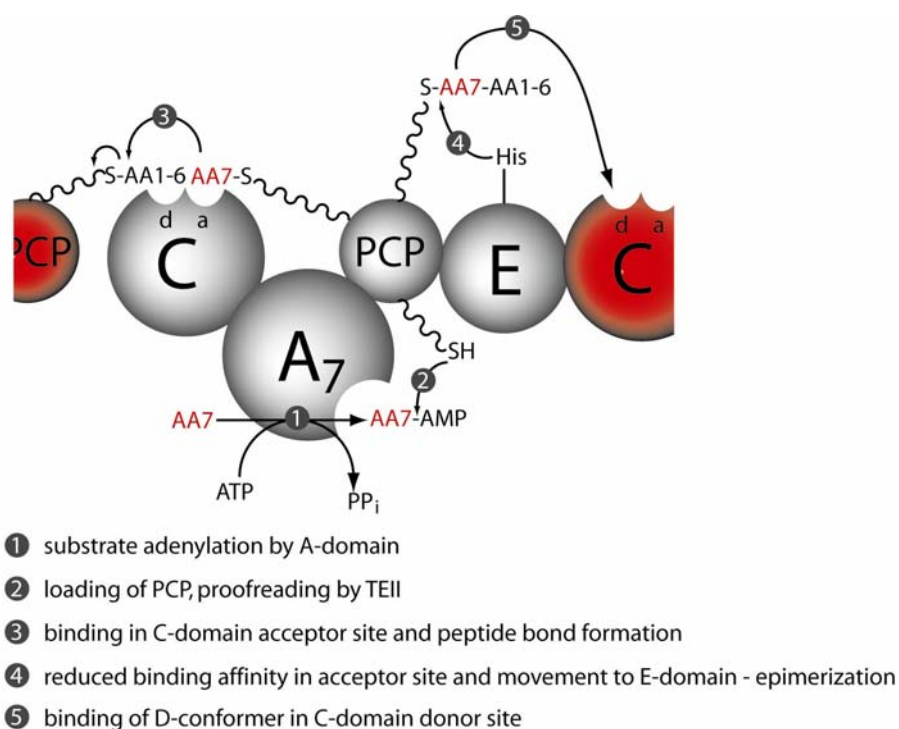 5
S-AA7-AA1-6
3
4
His
S-AA1-6 AA7-S
d a
d a
PCP
C
PCP
E
C
A7
SH
2
AA7
1
AA7-AMP
ATP
PPi
1 substrate adenylation by A-domain
2 loading of PCP, proofreading by TEII
3 binding in C-domain acceptor site and peptide bond formation
4 reduced binding affinity in acceptor site and movement to E-domain - epimerization
5 binding of D-conformer in C-domain donor site